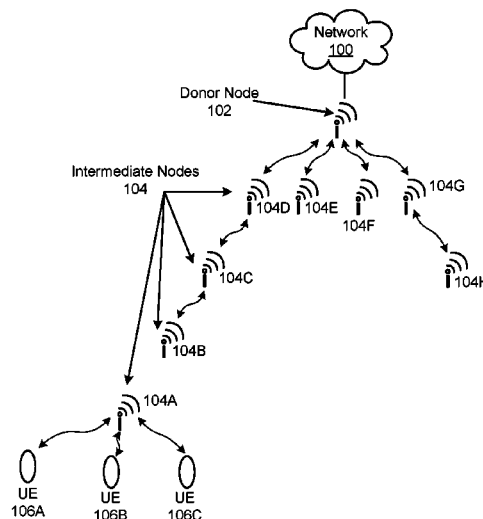 Network
100
Donor Node
102
Intermediate Nodes
104
104D
104E
104F
104G
104H
104C
104B
104A
UE
106A
UE
106B
UE
106C